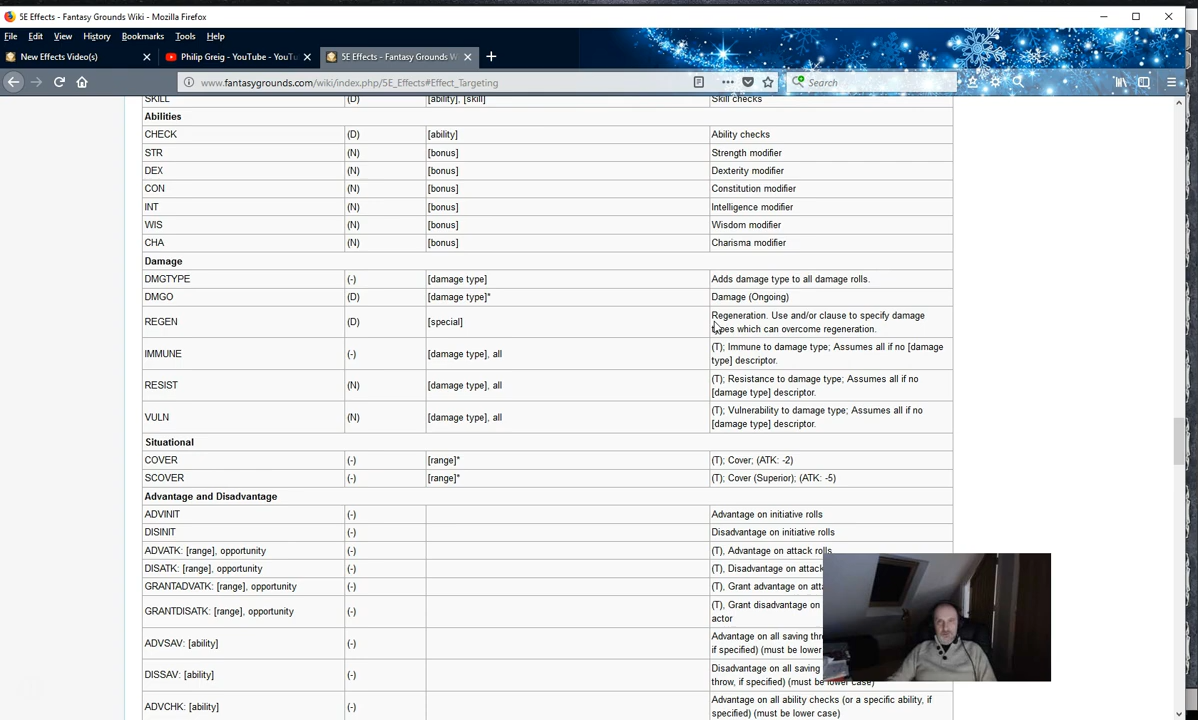 5E Effects - Fantasy Grounds Wiki - Mozilla Firefox
File Edit View History Bookmarks Tools Help
New Effects Video(s) Philip Greig - YouTube - YouTu 5E Effects - Fantasy Grounds W
www.fantasygrounds.com/wiki/index.php/5E_Effects#Effect_Targeting Search
SKILL (D) [ability], [skill] Skill checks
Abilities
CHECK (D) [ability] Ability checks
STR (N) [bonus] Strength modifier
DEX (N) [bonus] Dexterity modifier
CON (N) [bonus] Constitution modifier
INT (N) [bonus] Intelligence modifier
WIS (N) [bonus] Wisdom modifier
CHA (N) [bonus] Charisma modifier
Damage
DMGTYPE (-) [damage type] Adds damage type to all damage rolls.
DMGO (D) [damage type]* Damage (Ongoing)
REGEN (D) [special] Regeneration. Use and/or clause to specify damage
types which can overcome regeneration.
IMMUNE (-) [damage type], all (T); Immune to damage type; Assumes all if no [damage
type] descriptor.
RESIST (N) [damage type], all (T); Resistance to damage type; Assumes all if no
[damage type] descriptor.
VULN (N) [damage type], all (T); Vulnerability to damage type; Assumes all if no
[damage type] descriptor.
Situational
COVER (-) [range]* (T); Cover; (ATK: -2)
SCOVER (-) [range]* (T); Cover (Superior); (ATK: -5)
Advantage and Disadvantage
ADVINIT (-) Advantage on initiative rolls
DISINIT (-) Disadvantage on initiative rolls
ADVATK: [range], opportunity (-) (T), Advantage on attack rolls
DISATK: [range], opportunity (-) (T), Disadvantage on attack
GRANTADVATK: [range], opportunity (-) (T), Grant advantage on atta
GRANTDISATK: [range], opportunity (-) (T), Grant disadvantage on
actor
ADVSAV: [ability] (-) Advantage on all saving thro
if specified) (must be lower
DISSAV: [ability] (-) Disadvantage on all saving
throw, if specified) (must be lower case)
ADVCHK: [ability] (-) Advantage on all ability checks (or a specific ability, if
specified) (must be lower case)